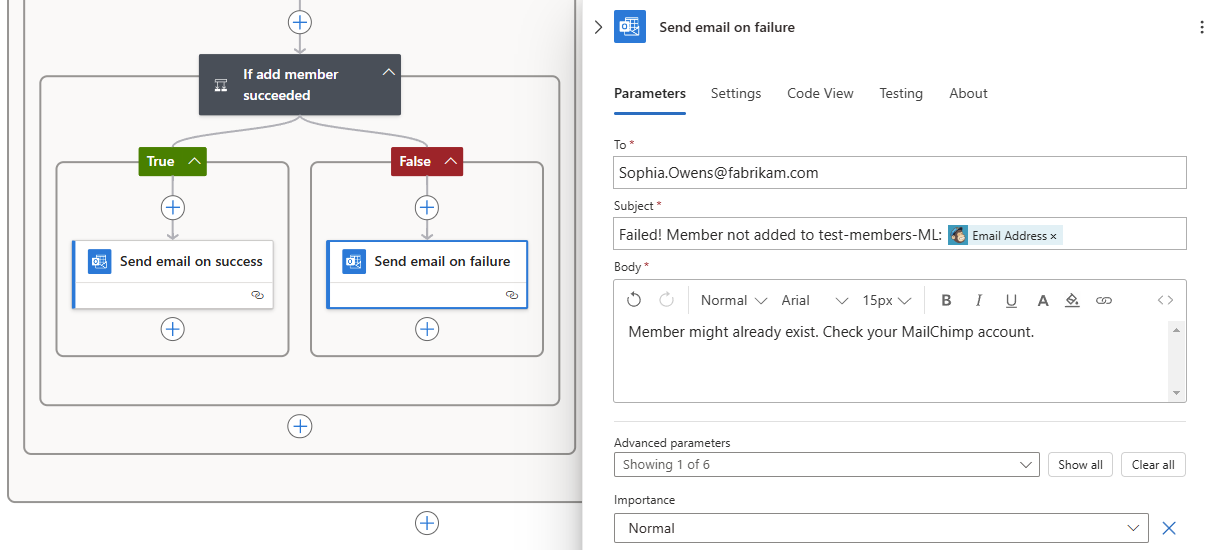 If add member
succeeded
True
False
Send email on success
Send email on failure
Send email on failure
Parameters Settings Code View Testing About
To *
Sophia.Owens@fabrikam.com
Subject *
Failed! Member not added to test-members-ML: Email Address ×
Body *
Normal Arial 15px B I U A
Member might already exist. Check your MailChimp account.
Advanced parameters
Showing 1 of 6 Show all Clear all
Importance
Normal